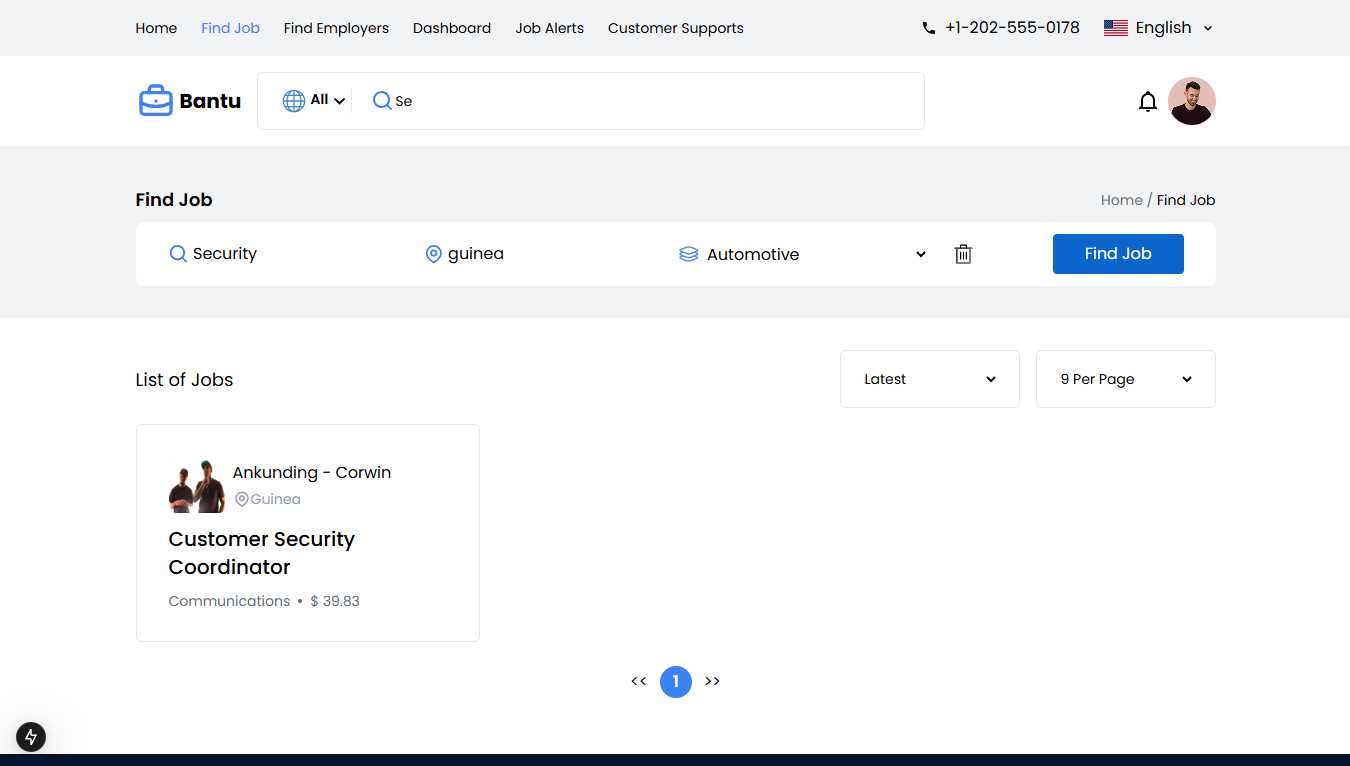 Home Find Job Find Employers Dashboard Job Alerts Customer Supports +1-202-555-0178 English
Bantu All Se
Find Job Home / Find Job
Security guinea Automotive Find Job
List of Jobs Latest 9 Per Page
Ankunding - Corwin
Guinea
Customer Security
Coordinator
Communications • $ 39.83
<< 1 >>